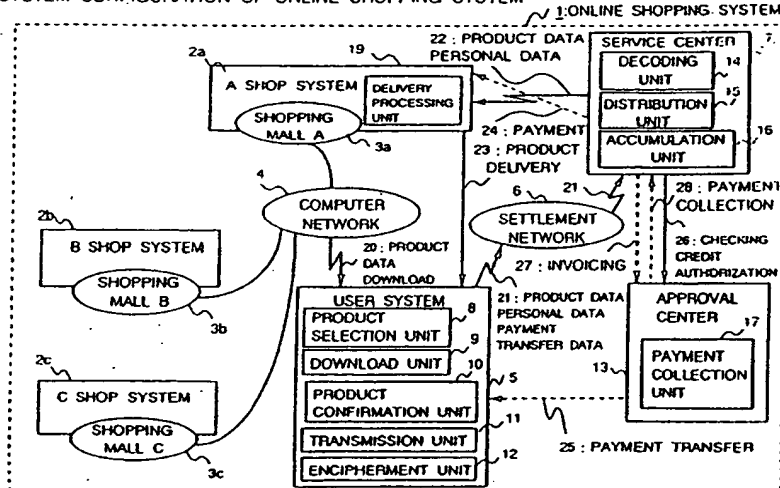 SYSTEM CONFIGURATION OF ONLINE SHOPPING SYSTEM
1:ONLINE SHOPPING SYSTEM
2a
19
22 : PRODUCT DATA
PERSONAL DATA
SERVICE CENTER
7
DECODING
UNIT
14
DISTRIBUTION
UNIT
15
ACCUMULATION
UNIT
16
A SHOP SYSTEM
DELIVERY
PROCESSING
UNIT
SHOPPING
MALL A
3a
24 : PAYMENT
23 : PRODUCT
DELIVERY
4
COMPUTER
NETWORK
6
21
SETTLEMENT
NETWORK
28 : PAYMENT
COLLECTION
26 : CHECKING
CREDIT
AUTHORIZATION
27 : INVOICING
2b
B SHOP SYSTEM
SHOPPING
MALL B
3b
20 : PRODUCT
DATA
DOWNLOAD
USER SYSTEM
PRODUCT
SELECTION UNIT
8
DOWNLOAD UNIT
9
10
PRODUCT
CONFIRMATION UNIT
5
TRANSMISSION UNIT
11
ENCIPHERMENT UNIT
12
21 : PRODUCT DATA
PERSONAL DATA
PAYMENT
TRANSFER DATA
APPROVAL
CENTER
17
13
PAYMENT
COLLECTION
UNIT
25 : PAYMENT TRANSFER
2c
C SHOP SYSTEM
SHOPPING
MALL C
3c